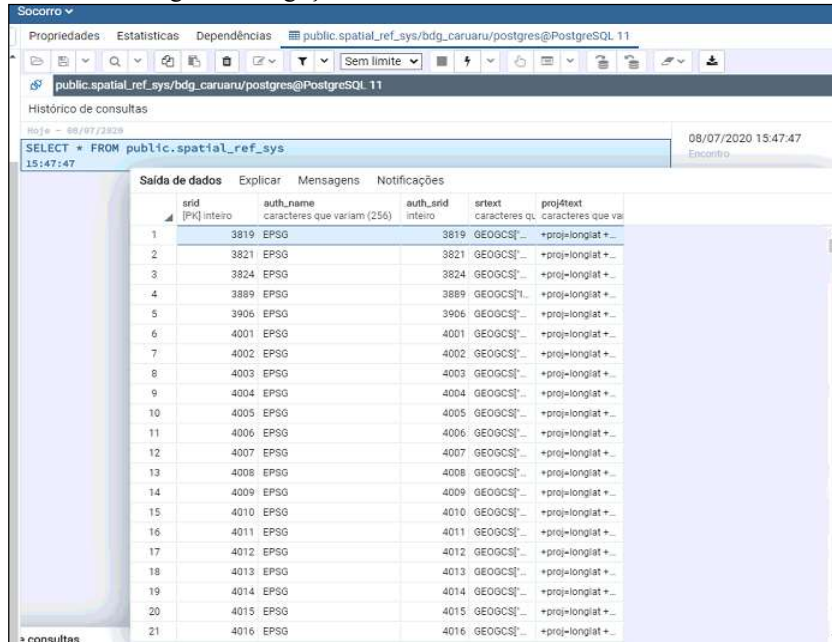 Socorro
Propriedades Estatisticas Dependências public.spatial_ref_sys/bdg_caruaru/postgres@PostgreSQL 11
Sem limite
public.spatial_ref_sys/bdg_caruaru/postgres@PostgreSQL 11
Histórico de consultas
Hoje - 08/07/2020
08/07/2020 15:47:47
SELECT * FROM public.spatial_ref_sys
Encontro
15:47:47
Saída de dados Explicar Mensagens Notificações
srid auth_name auth_srid srtext proj4text
[PK] inteiro caracteres que variam (256) inteiro caracteres qu caracteres que va
1 3819 EPSG 3819 GEOGCS["... +proj=longlat +...
2 3821 EPSG 3821 GEOGCS["... +proj=longlat +...
3 3824 EPSG 3824 GEOGCS["... +proj=longlat +...
4 3889 EPSG 3889 GEOGCS["I... +proj=longlat +...
5 3906 EPSG 3906 GEOGCS["... +proj=longlat +...
6 4001 EPSG 4001 GEOGCS["... +proj=longlat +...
7 4002 EPSG 4002 GEOGCS["... +proj=longlat +...
8 4003 EPSG 4003 GEOGCS["... +proj=longlat +...
9 4004 EPSG 4004 GEOGCS["... +proj=longlat +...
10 4005 EPSG 4005 GEOGCS["... +proj=longlat +...
11 4006 EPSG 4006 GEOGCS["... +proj=longlat +...
12 4007 EPSG 4007 GEOGCS["... +proj=longlat +...
13 4008 EPSG 4008 GEOGCS["... +proj=longlat +...
14 4009 EPSG 4009 GEOGCS["... +proj=longlat +...
15 4010 EPSG 4010 GEOGCS["... +proj=longlat +...
16 4011 EPSG 4011 GEOGCS["... +proj=longlat +...
17 4012 EPSG 4012 GEOGCS["... +proj=longlat +...
18 4013 EPSG 4013 GEOGCS["... +proj=longlat +...
19 4014 EPSG 4014 GEOGCS["... +proj=longlat +...
20 4015 EPSG 4015 GEOGCS["... +proj=longlat +...
21 4016 EPSG 4016 GEOGCS["... +proj=longlat +...
e consultas